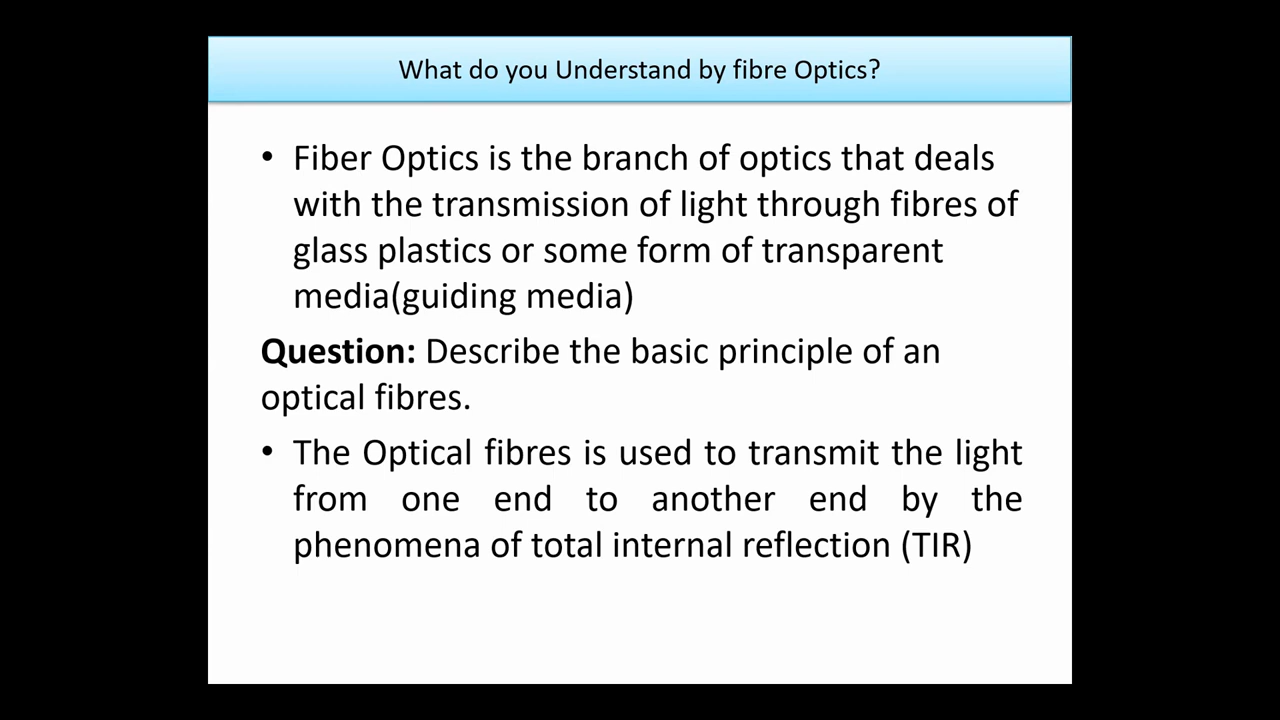 What do you Understand by fibre Optics?
• Fiber Optics is the branch of optics that deals
with the transmission of light through fibres of
glass plastics or some form of transparent
media(guiding media)
Question: Describe the basic principle of an
optical fibres.
• The Optical fibres is used to transmit the light
from one end to another end by the
phenomena of total internal reflection (TIR)